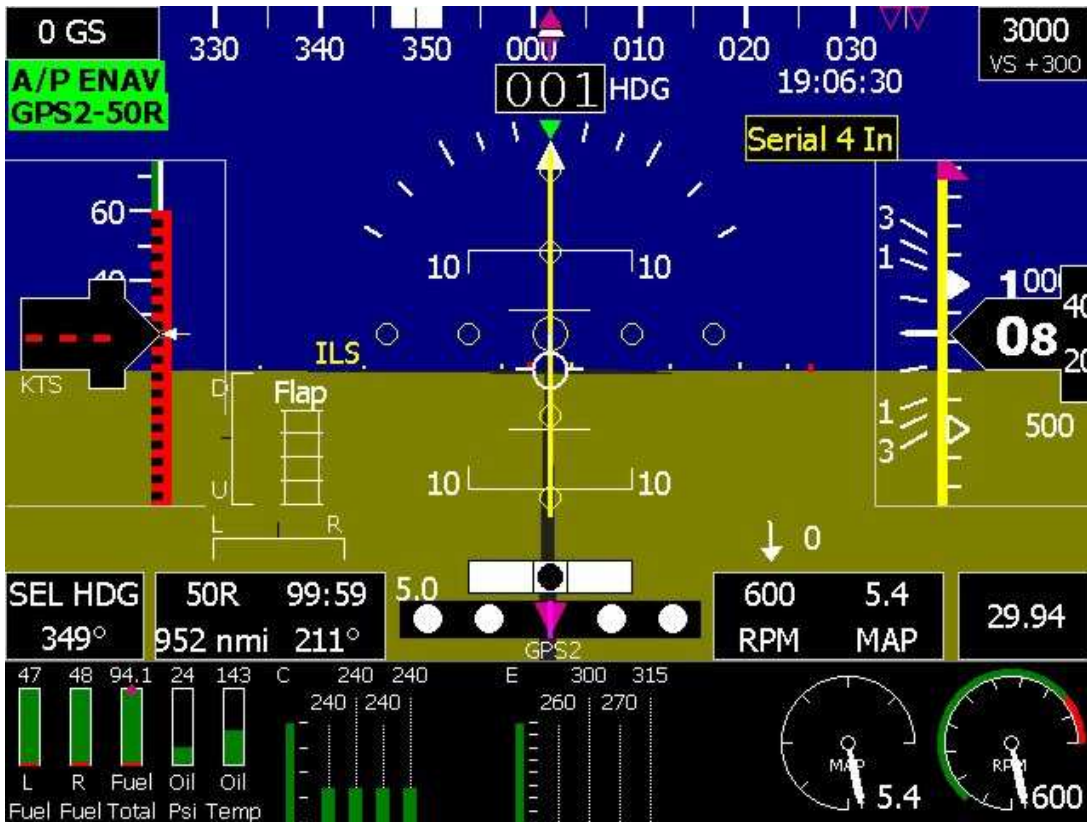 0 GS
330 340 350 000 010 020 030
3000
VS +300
A/P ENAV
GPS2-50R
001 HDG
19:06:30
Serial 4 In
60
3
1
10 10
1000
08
40
20
ILS
KTS
D
Flap
1
500
3
10 10
U
L R
0
SEL HDG
349°
50R 99:59
952 nmi 211°
5.0
GPS2
600 5.4
RPM MAP
29.94
47 48 94.1 24 143 C 240 240 E 300 315
240 240 260 270
L R Fuel Oil Oil
Fuel Fuel Total Psi Temp
MAP
5.4
RPM
600